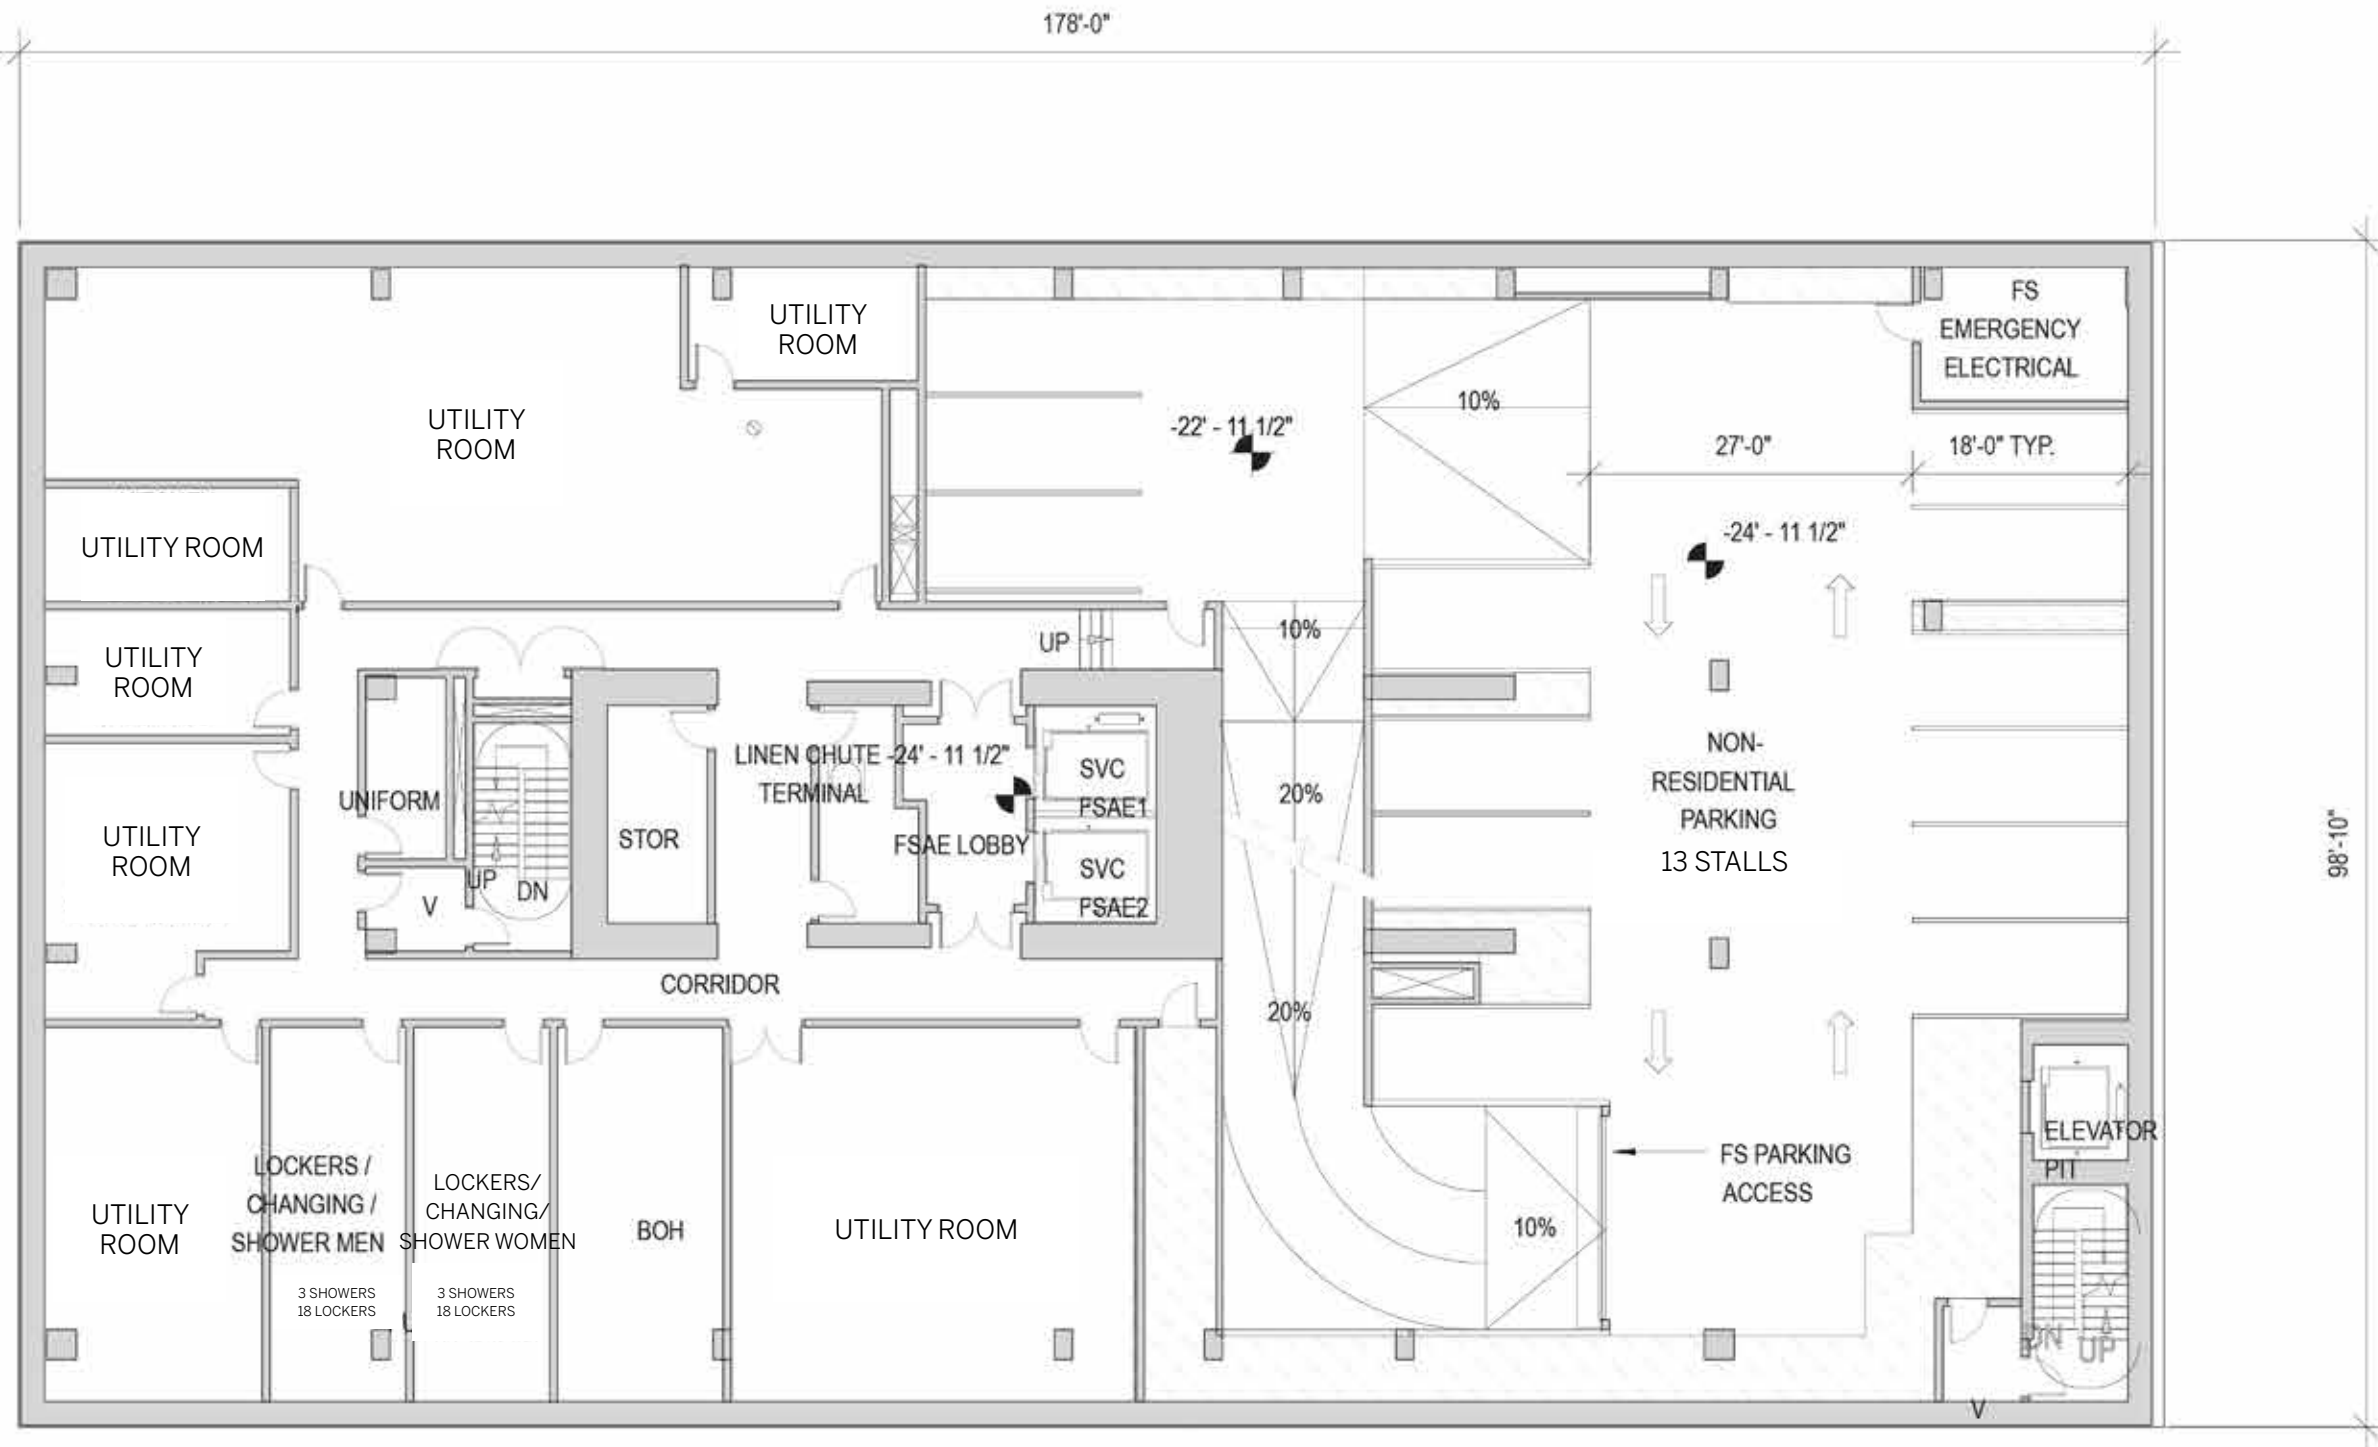 178'-0"
UTILITY
ROOM
FS
EMERGENCY
ELECTRICAL
10%
UTILITY
ROOM
-22' - 11 1/2"
27'-0"
18'-0" TYP.
-24' - 11 1/2"
UTILITY ROOM
10%
UP
UTILITY
ROOM
NON-
RESIDENTIAL
PARKING
13 STALLS
LINEN CHUTE
TERMINAL
-24' - 11 1/2"
SVC
FSAE1
20%
UNIFORM
STOR
FSAE LOBBY
SVC
FSAE2
UTILITY
ROOM
98'-10"
UP
DN
V
CORRIDOR
20%
ELEVATOR
PIT
FS PARKING
ACCESS
UTILITY
ROOM
LOCKERS /
CHANGING /
SHOWER MEN
3 SHOWERS
18 LOCKERS
LOCKERS/
CHANGING/
SHOWER WOMEN
3 SHOWERS
18 LOCKERS
BOH
UTILITY ROOM
10%
DN
UP
V